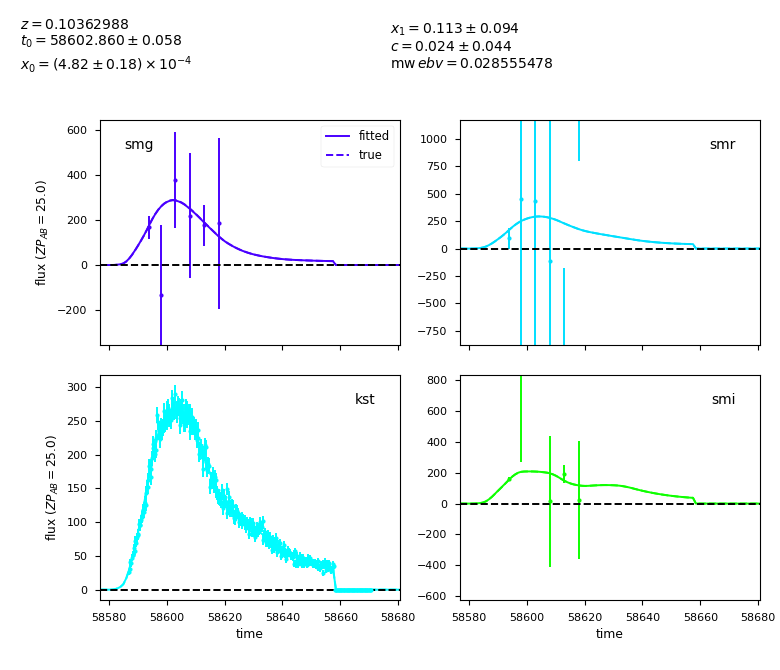 z = 0.10362988
t₀ = 58602.860 ± 0.058
x₀ = (4.82 ± 0.18) × 10⁻⁴
x₁ = 0.113 ± 0.094
c = 0.024 ± 0.044
mw ebv = 0.028555478
smg
fitted
true
600
400
200
0
−200
flux (ZP_AB = 25.0)
smr
1000
750
500
250
0
−250
−500
−750
kst
300
250
200
150
100
50
0
flux (ZP_AB = 25.0)
58580 58600 58620 58640 58660 58680
time
smi
800
600
400
200
0
−200
−400
−600
58580 58600 58620 58640 58660 58680
time